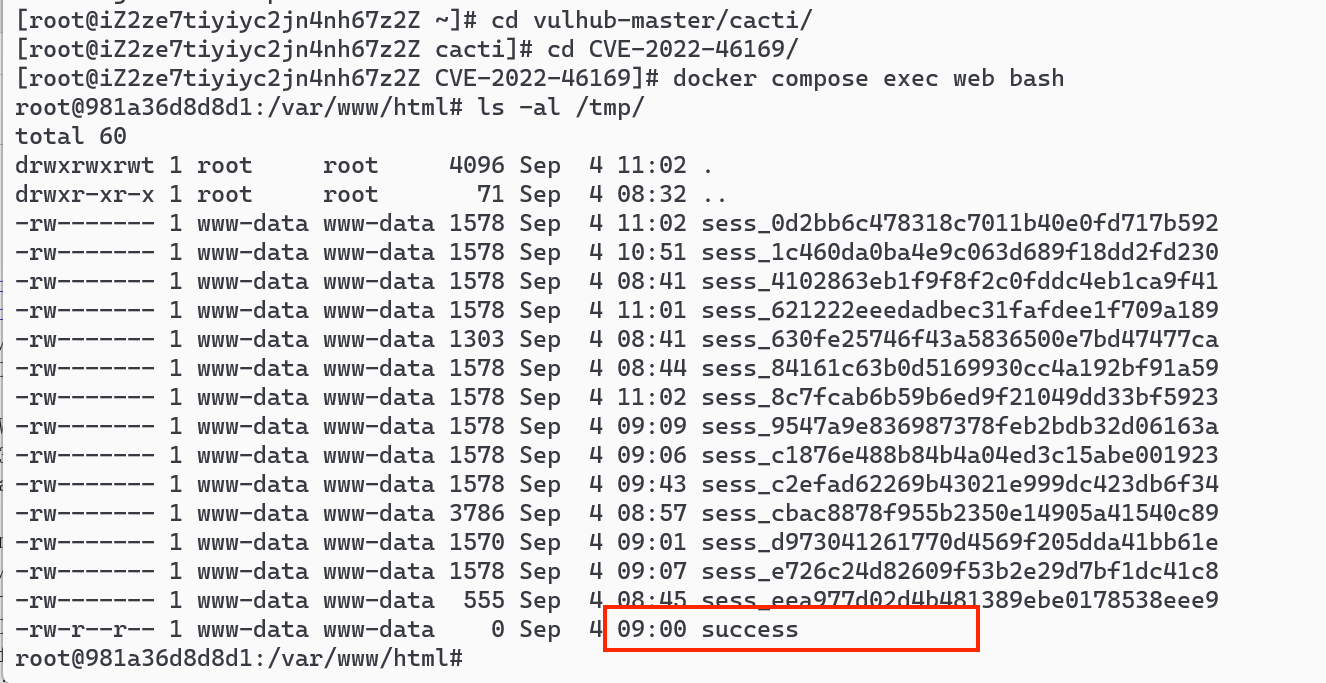 [root@iZ2ze7tiyiyc2jn4nh67z2Z ~]# cd vulhub-master/cacti/
[root@iZ2ze7tiyiyc2jn4nh67z2Z cacti]# cd CVE-2022-46169/
[root@iZ2ze7tiyiyc2jn4nh67z2Z CVE-2022-46169]# docker compose exec web bash
root@981a36d8d8d1:/var/www/html# ls -al /tmp/
total 60
drwxrwxrwt 1 root     root     4096 Sep  4 11:02 .
drwxr-xr-x 1 root     root       71 Sep  4 08:32 ..
-rw------- 1 www-data www-data 1578 Sep  4 11:02 sess_0d2bb6c478318c7011b40e0fd717b592
-rw------- 1 www-data www-data 1578 Sep  4 10:51 sess_1c460da0ba4e9c063d689f18dd2fd230
-rw------- 1 www-data www-data 1578 Sep  4 08:41 sess_4102863eb1f9f8f2c0fddc4eb1ca9f41
-rw------- 1 www-data www-data 1578 Sep  4 11:01 sess_621222eeedadbec31fafdee1f709a189
-rw------- 1 www-data www-data 1303 Sep  4 08:41 sess_630fe25746f43a5836500e7bd47477ca
-rw------- 1 www-data www-data 1578 Sep  4 08:44 sess_84161c63b0d5169930cc4a192bf91a59
-rw------- 1 www-data www-data 1578 Sep  4 11:02 sess_8c7fcab6b59b6ed9f21049dd33bf5923
-rw------- 1 www-data www-data 1578 Sep  4 09:09 sess_9547a9e836987378feb2bdb32d06163a
-rw------- 1 www-data www-data 1578 Sep  4 09:06 sess_c1876e488b84b4a04ed3c15abe001923
-rw------- 1 www-data www-data 1578 Sep  4 09:43 sess_c2efad62269b43021e999dc423db6f34
-rw------- 1 www-data www-data 3786 Sep  4 08:57 sess_cbac8878f955b2350e14905a41540c89
-rw------- 1 www-data www-data 1570 Sep  4 09:01 sess_d973041261770d4569f205dda41bb61e
-rw------- 1 www-data www-data 1578 Sep  4 09:07 sess_e726c24d82609f53b2e29d7bf1dc41c8
-rw------- 1 www-data www-data  555 Sep  4 08:45 sess_eea977d02d4b481389ebe0178538eee9
-rw-r--r-- 1 www-data www-data    0 Sep  4 09:00 success
root@981a36d8d8d1:/var/www/html#